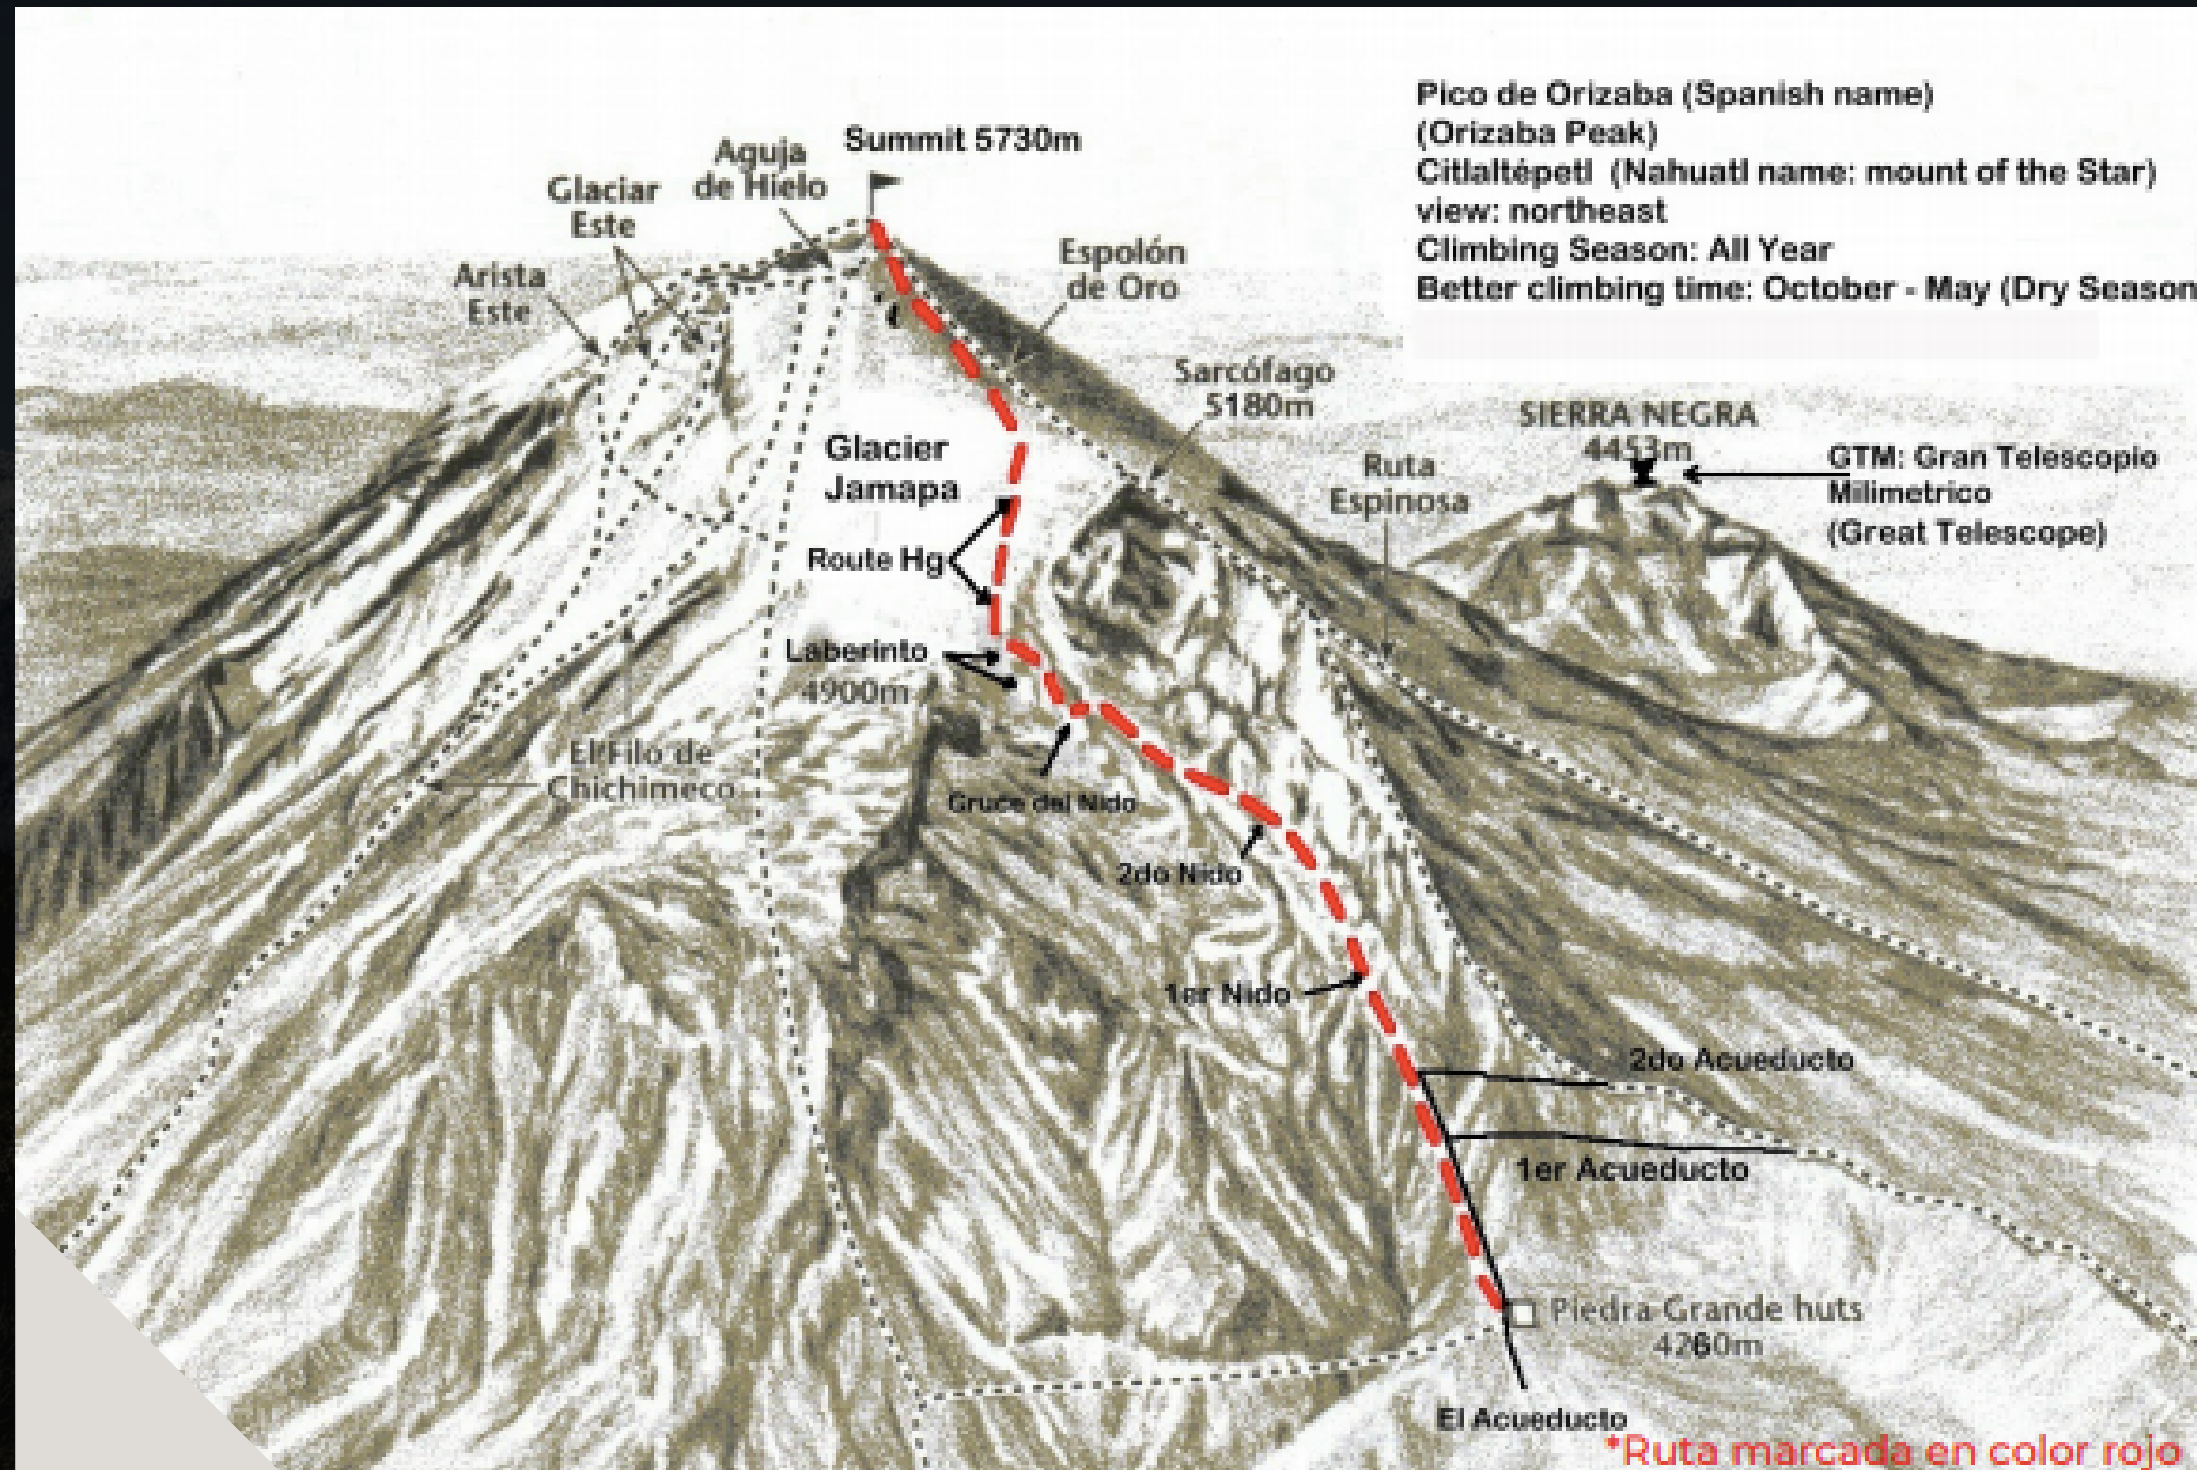 Pico de Orizaba (Spanish name)
(Orizaba Peak)
Citlaltépetl (Nahuatl name: mount of the Star)
view: northeast
Climbing Season: All Year
Better climbing time: October - May (Dry Season
Summit 5730m
Aguja
de Hielo
Glaciar
Este
Arista
Este
Espolón
de Oro
Sarcófago
5180m
SIERRA NEGRA
4453m
GTM: Gran Telescopio
Milimetrico
(Great Telescope)
Ruta
Espinosa
Glacier
Jamapa
Route Hg
Laberinto
4900m
El Filo de
Chichimeco
Cruce del Nido
2do Nido
1er Nido
2do Acueducto
1er Acueducto
Piedra Grande huts
4260m
El Acueducto
*Ruta marcada en color rojo